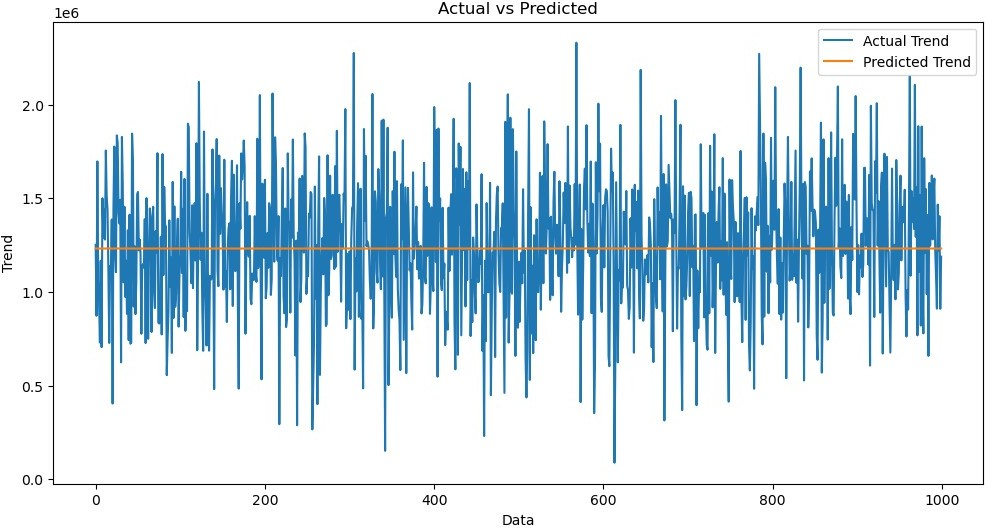 Actual vs Predicted
1e6
Actual Trend
Predicted Trend
2.0
1.5
1.0
0.5
0.0
Trend
0 200 400 600 800 1000
Data